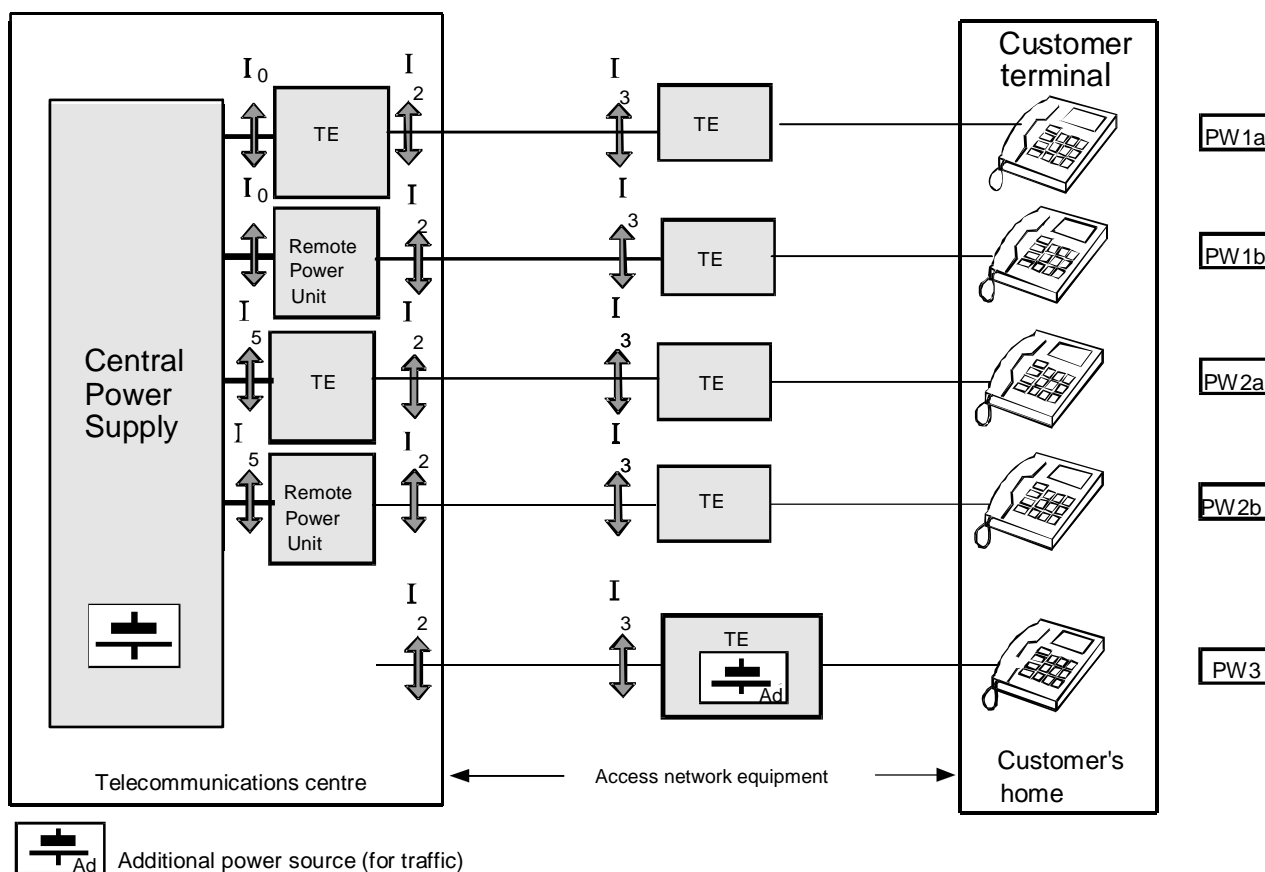 Customer
terminal
I 0
I 2
I 3
TE
TE
PW1a
I 0
I 2
I 3
Remote
Power
Unit
TE
PW1b
I 5
I 2
I 3
Central
Power
Supply
TE
TE
PW2a
I 5
I 2
I 3
Remote
Power
Unit
TE
PW2b
I 2
I 3
TE
Ad
PW3
Telecommunications centre
Access network equipment
Customer's
home
Ad
Additional power source (for traffic)